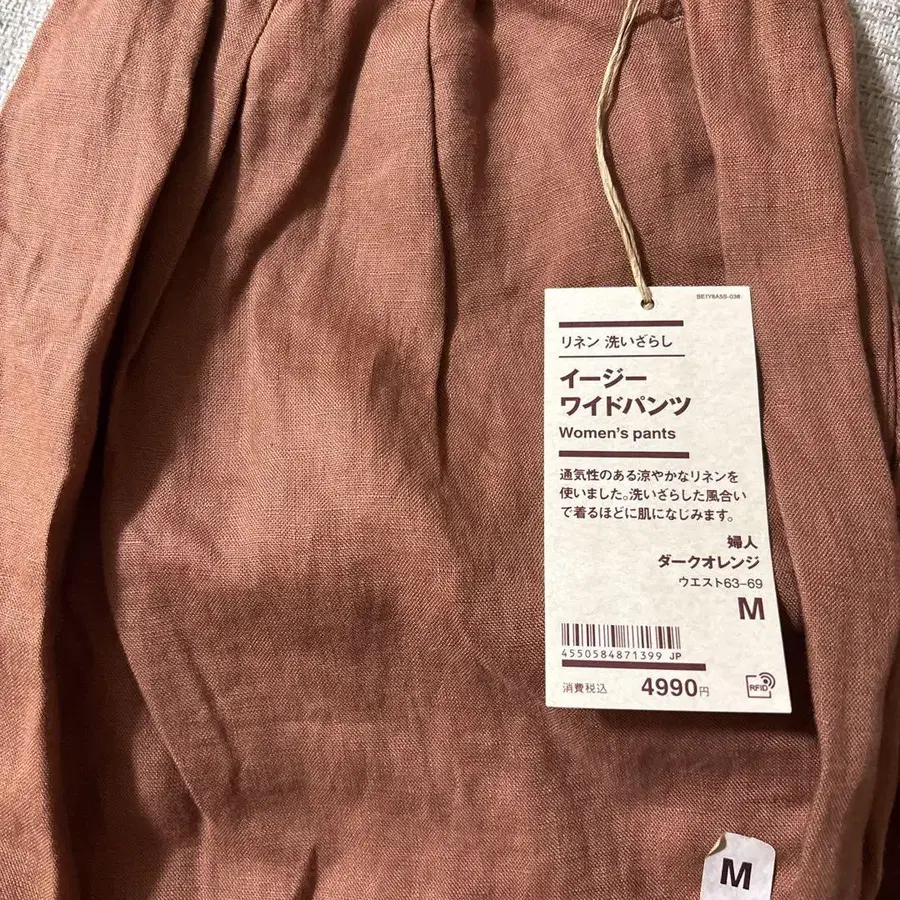 BE1Y8A5S-038
リネン 洗いざらし
イージー
ワイドパンツ
Women's pants
通気性のある涼やかなリネンを
使いました。洗いざらした風合い
で着るほどに肌になじみます。
婦人
ダークオレンジ
ウエスト63–69
M
4550584871399 JP
消費税込 4990円
RFID
M